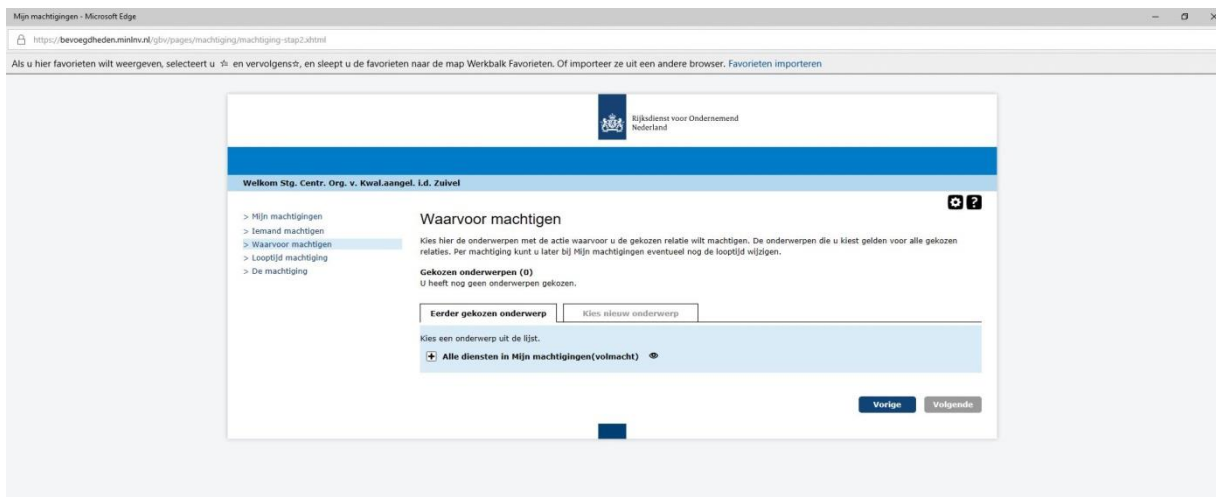 Mijn machtigingen - Microsoft Edge
https://bevoegdheden.minlnv.nl/gbv/pages/machtiging/machtiging-stap2.xhtml
Als u hier favorieten wilt weergeven, selecteert u ☆ en vervolgens☆, en sleept u de favorieten naar de map Werkbalk Favorieten. Of importeer ze uit een andere browser. Favorieten importeren
Rijksdienst voor Ondernemend
Nederland
Welkom Stg. Centr. Org. v. Kwal.aangel. i.d. Zuivel
> Mijn machtigingen
> Iemand machtigen
> Waarvoor machtigen
> Looptijd machtiging
> De machtiging
Waarvoor machtigen
Kies hier de onderwerpen met de actie waarvoor u de gekozen relatie wilt machtigen. De onderwerpen die u kiest gelden voor alle gekozen
relaties. Per machtiging kunt u later bij Mijn machtigingen eventueel nog de looptijd wijzigen.
Gekozen onderwerpen (0)
U heeft nog geen onderwerpen gekozen.
Eerder gekozen onderwerp
Kies nieuw onderwerp
Kies een onderwerp uit de lijst.
Alle diensten in Mijn machtigingen(volmacht)
Vorige
Volgende